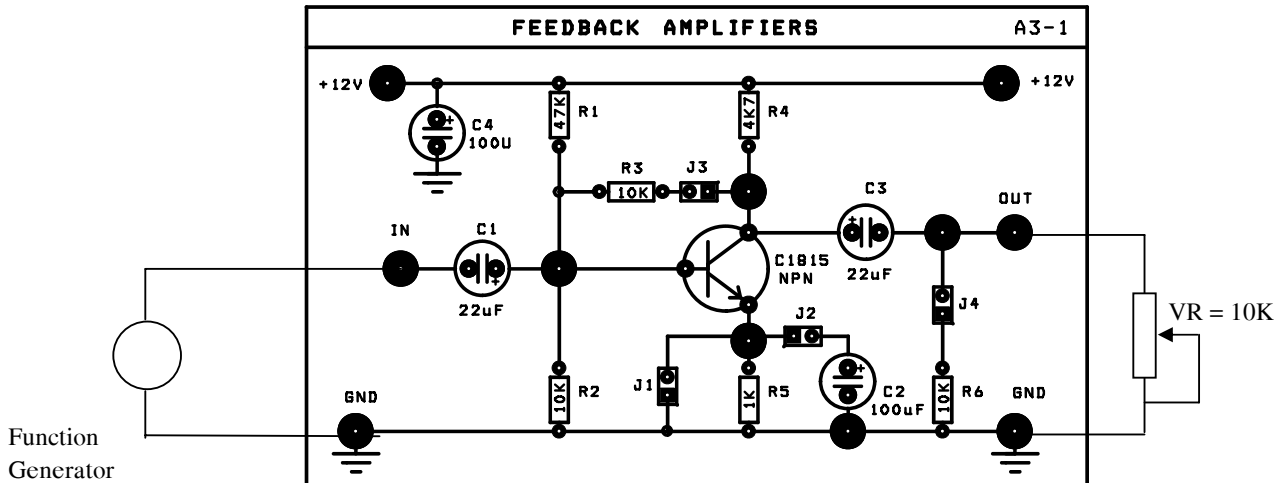 FEEDBACK AMPLIFIERS
A3-1
+12V
+12V
47K
R1
4K7
R4
C4
+
100U
R3
10K
J3
C3
+
22uF
OUT
IN
C1
+
22uF
C1815
NPN
J2
J4
VR = 10K
J1
10K
R2
1K
R5
+
C2
100uF
10K
R6
GND
GND
Function
Generator